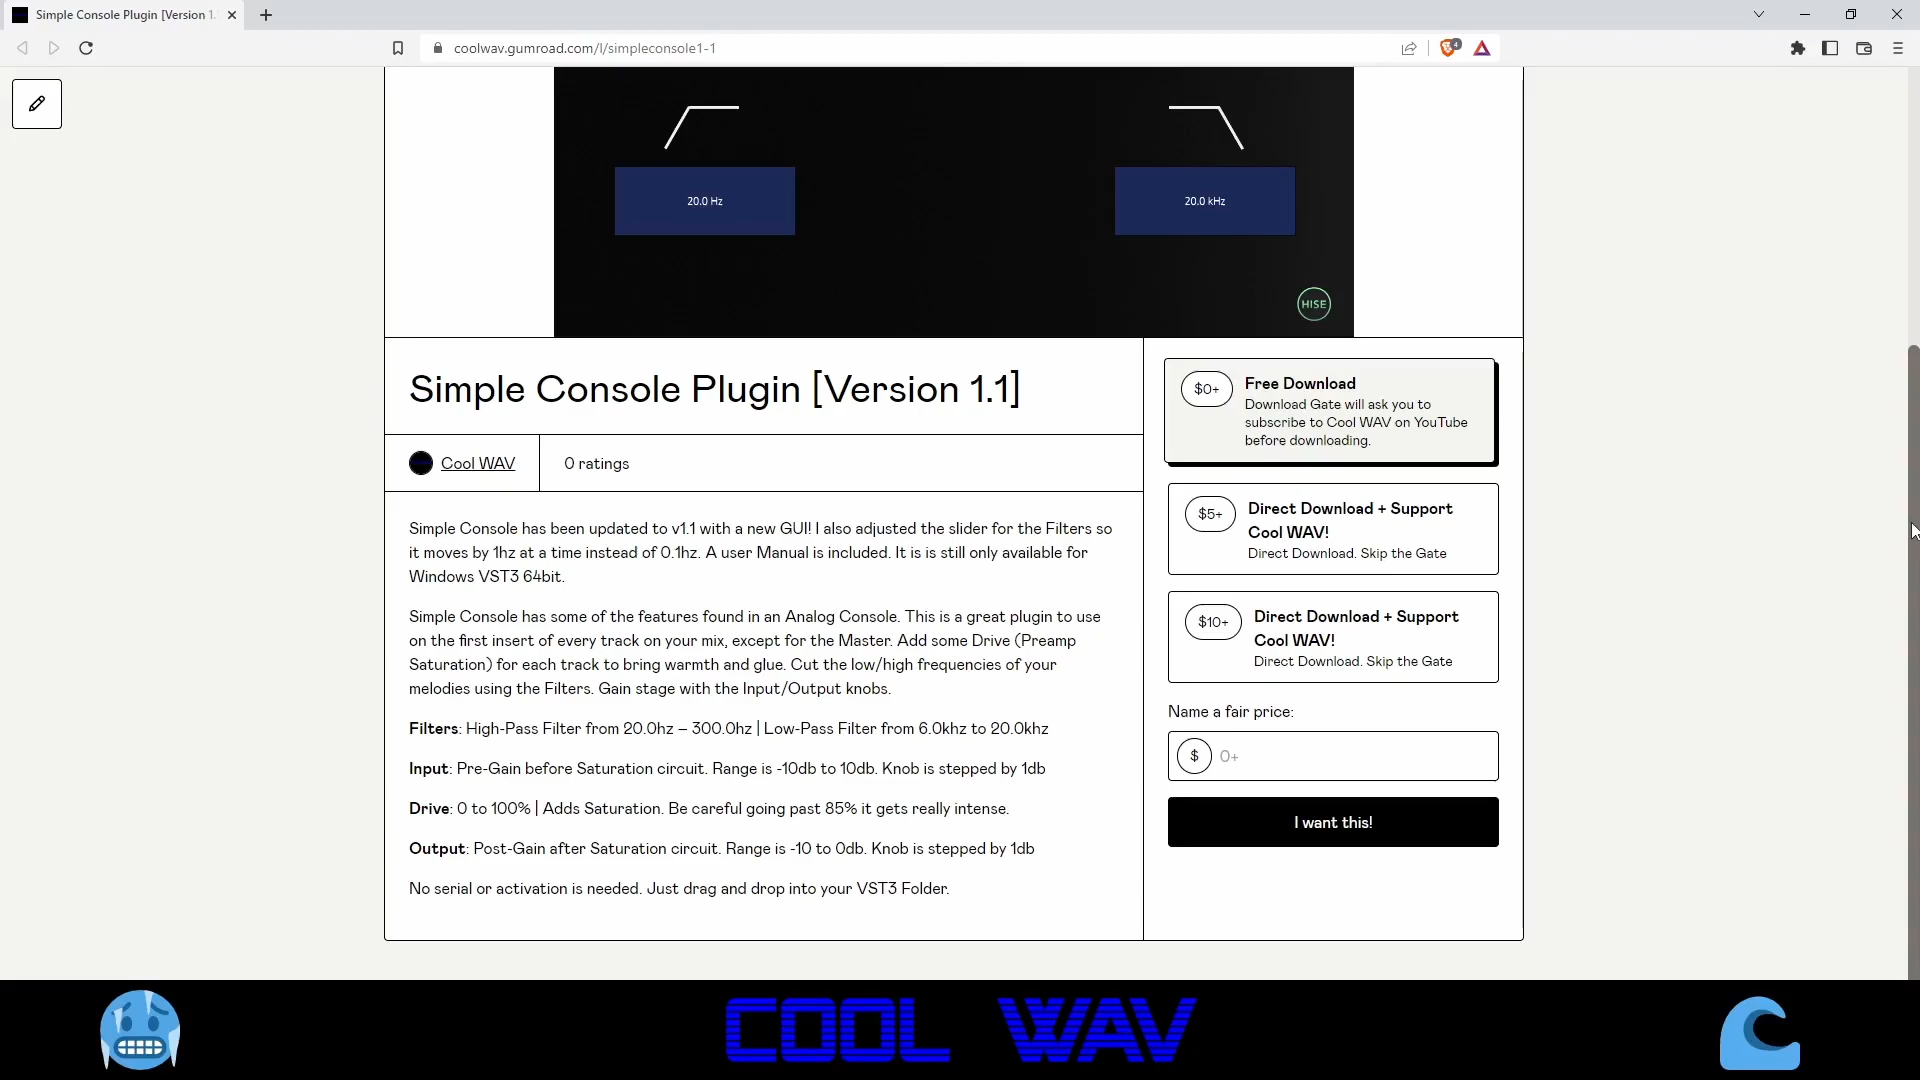 Simple Console Plugin [Version 1.
coolwav.gumroad.com/l/simpleconsole1-1
4
20.0 Hz
20.0 kHz
HISE
Simple Console Plugin [Version 1.1]
Cool WAV
0 ratings
Simple Console has been updated to v1.1 with a new GUI! I also adjusted the slider for the Filters so
it moves by 1hz at a time instead of 0.1hz. A user Manual is included. It is is still only available for
Windows VST3 64bit.
Simple Console has some of the features found in an Analog Console. This is a great plugin to use
on the first insert of every track on your mix, except for the Master. Add some Drive (Preamp
Saturation) for each track to bring warmth and glue. Cut the low/high frequencies of your
melodies using the Filters. Gain stage with the Input/Output knobs.
Filters: High-Pass Filter from 20.0hz – 300.0hz | Low-Pass Filter from 6.0khz to 20.0khz
Input: Pre-Gain before Saturation circuit. Range is -10db to 10db. Knob is stepped by 1db
Drive: 0 to 100% | Adds Saturation. Be careful going past 85% it gets really intense.
Output: Post-Gain after Saturation circuit. Range is -10 to 0db. Knob is stepped by 1db
No serial or activation is needed. Just drag and drop into your VST3 Folder.
$0+
Free Download
Download Gate will ask you to
subscribe to Cool WAV on YouTube
before downloading.
$5+
Direct Download + Support
Cool WAV!
Direct Download. Skip the Gate
$10+
Direct Download + Support
Cool WAV!
Direct Download. Skip the Gate
Name a fair price:
$ 0+
I want this!
COOL WAV